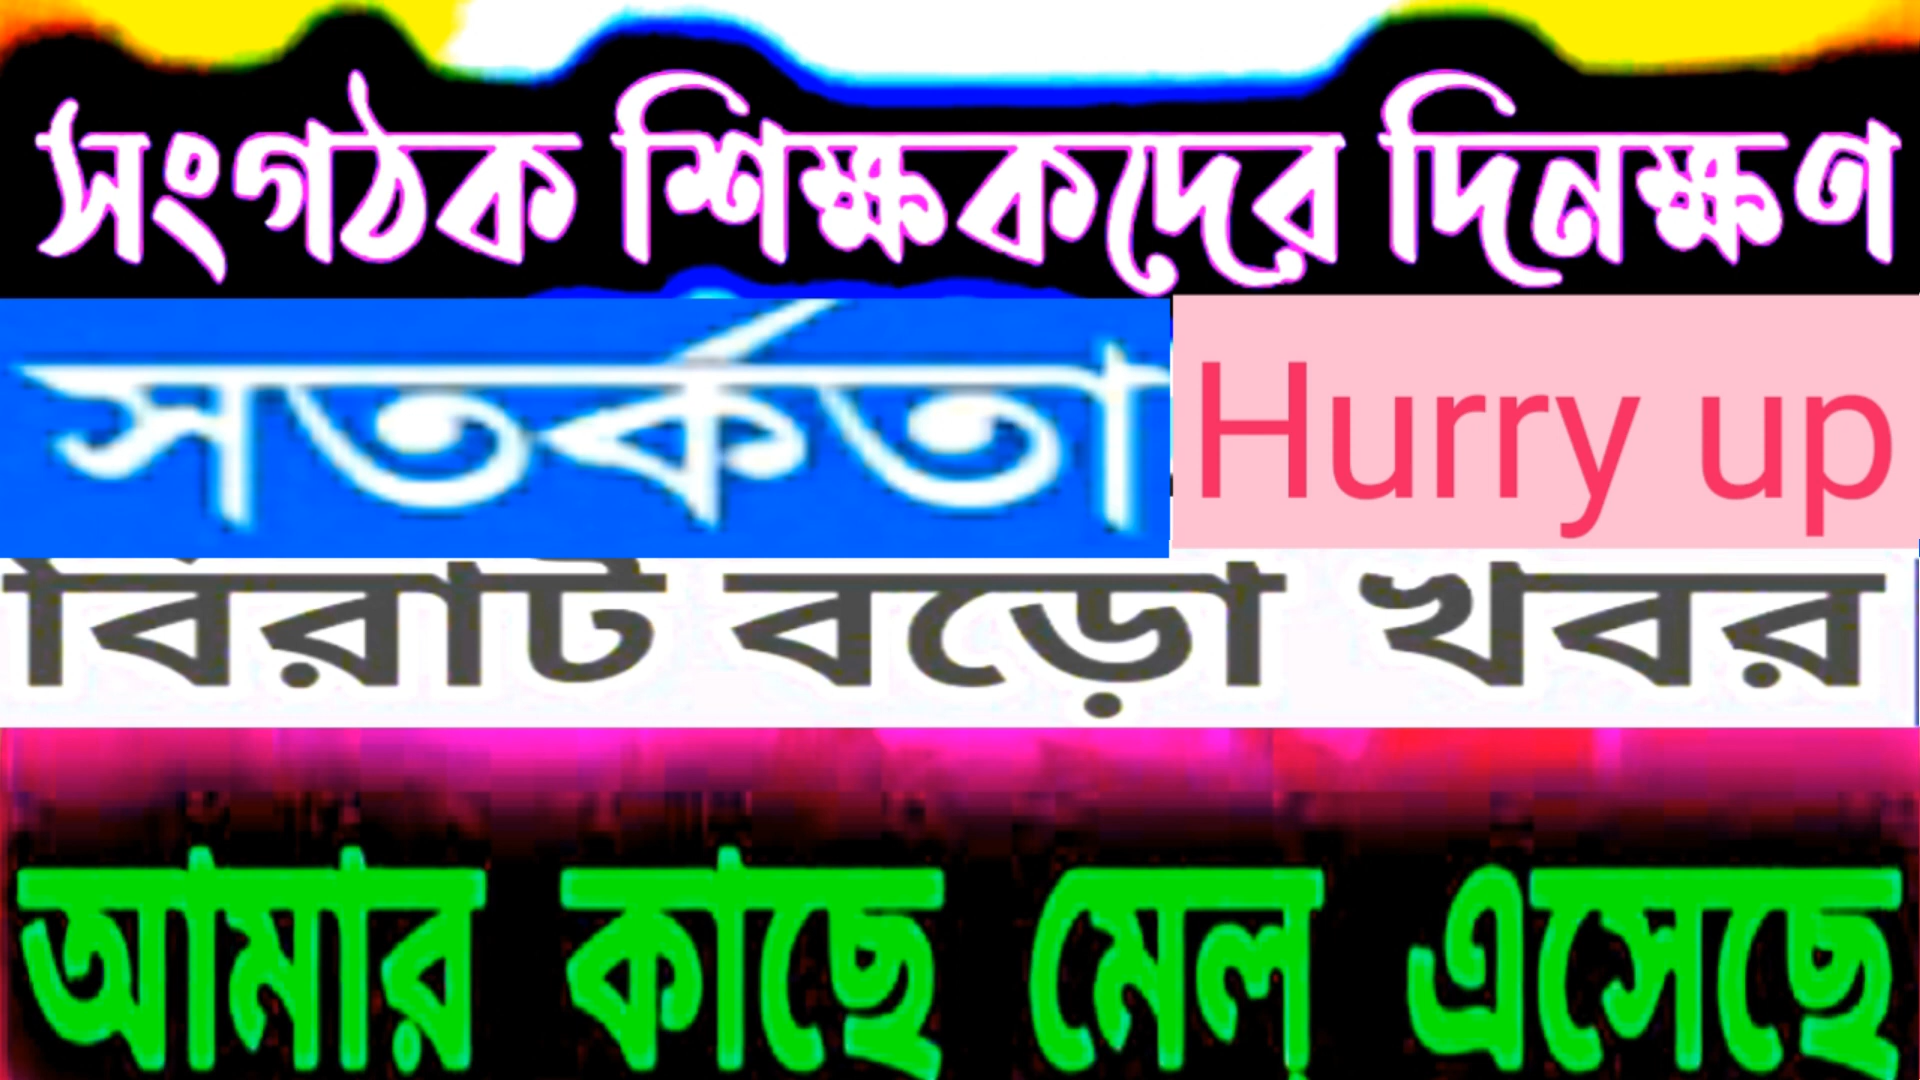 সংগঠক শিক্ষকদের দিনক্ষণ
সতর্কতা Hurry up
বিরাট বড়ো খবর
আমার কাছে মেল্ এসেছে